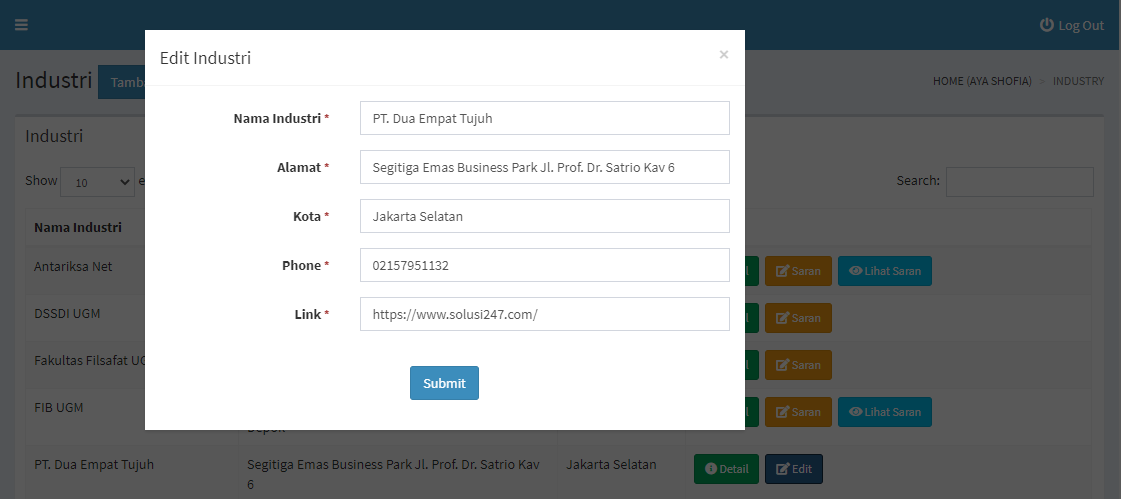 Log Out
Industri Tamb
HOME (AYA SHOFIA) > INDUSTRY
Edit Industri ×
Nama Industri * PT. Dua Empat Tujuh
Alamat * Segitiga Emas Business Park Jl. Prof. Dr. Satrio Kav 6
Kota * Jakarta Selatan
Phone * 02157951132
Link * https://www.solusi247.com/
Submit
Industri
Show 10 e
Search:
Nama Industri
Antariksa Net l Saran Lihat Saran
DSSDI UGM l Saran
Fakultas Filsafat UG l Saran
FIB UGM l Saran Lihat Saran
Depok
PT. Dua Empat Tujuh Segitiga Emas Business Park Jl. Prof. Dr. Satrio Kav Jakarta Selatan Detail Edit
6